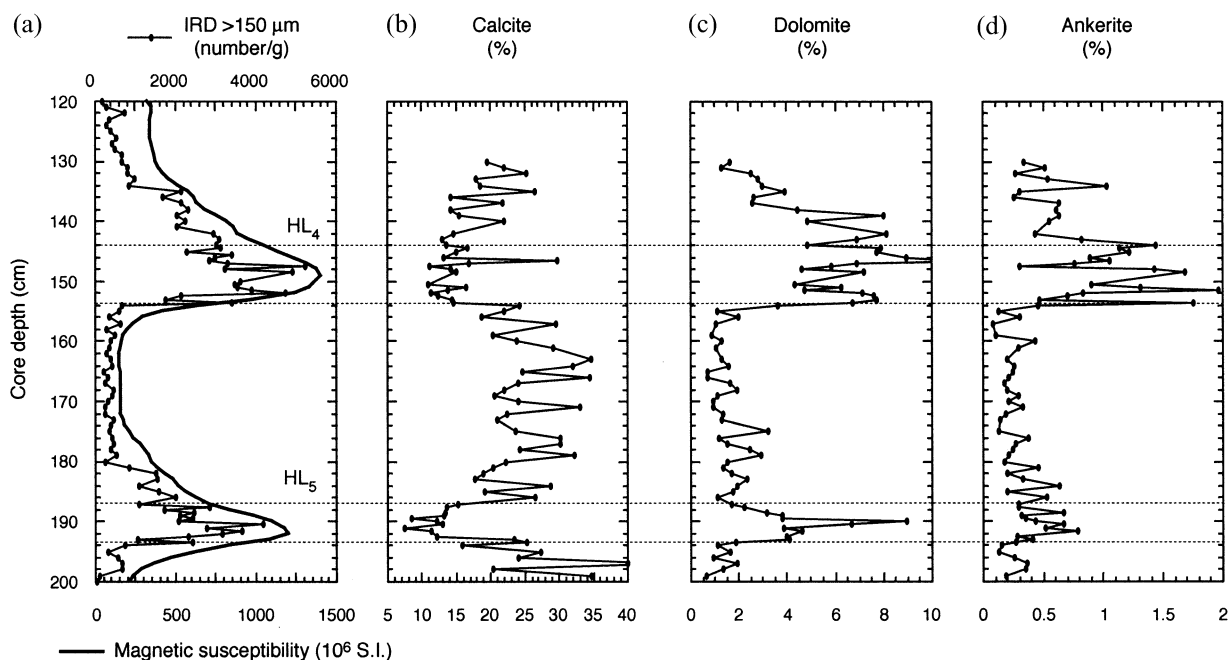 (a)
IRD >150 μm
(number/g)
0 2000 4000 6000
(b)
Calcite
(%)
(c)
Dolomite
(%)
(d)
Ankerite
(%)
Core depth (cm)
120
130
140
150
160
170
180
190
200
HL4
HL5
0 500 1000 1500
5 10 15 20 25 30 35 40
0 2 4 6 8 10
0 0.5 1 1.5 2
Magnetic susceptibility (10⁶ S.I.)